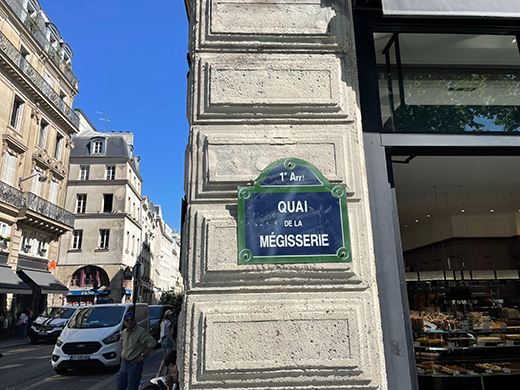 1er Arrt
QUAI
DE LA
MÉGISSERIE